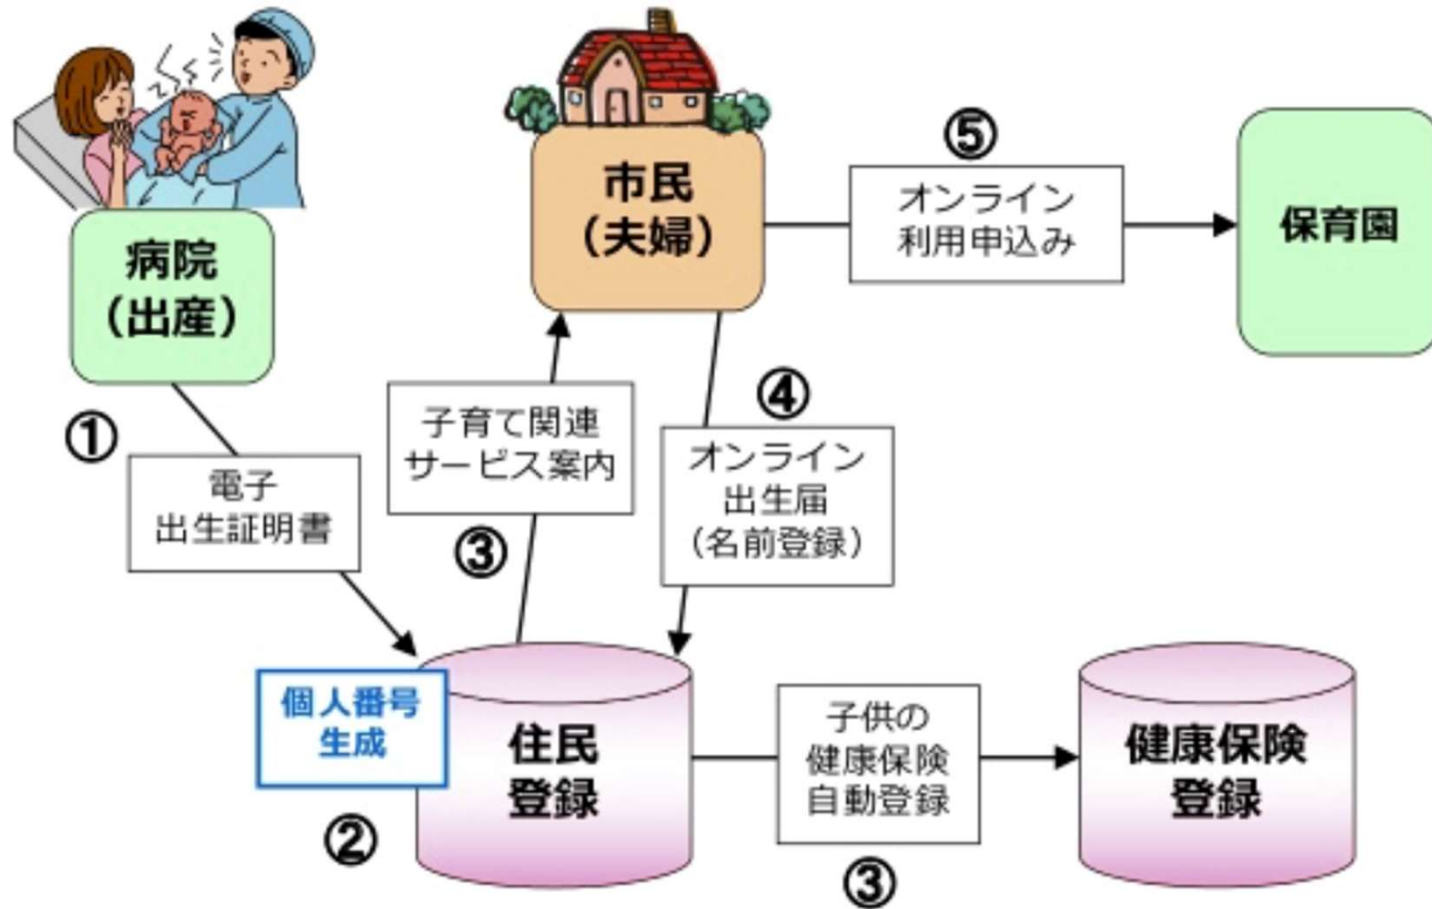 病院
（出産）
市民
（夫婦）
⑤
オンライン
利用申込み
保育園
①
電子
出生証明書
子育て関連
サービス案内
③
④
オンライン
出生届
（名前登録）
個人番号
生成
②
住民
登録
子供の
健康保険
自動登録
③
健康保険
登録